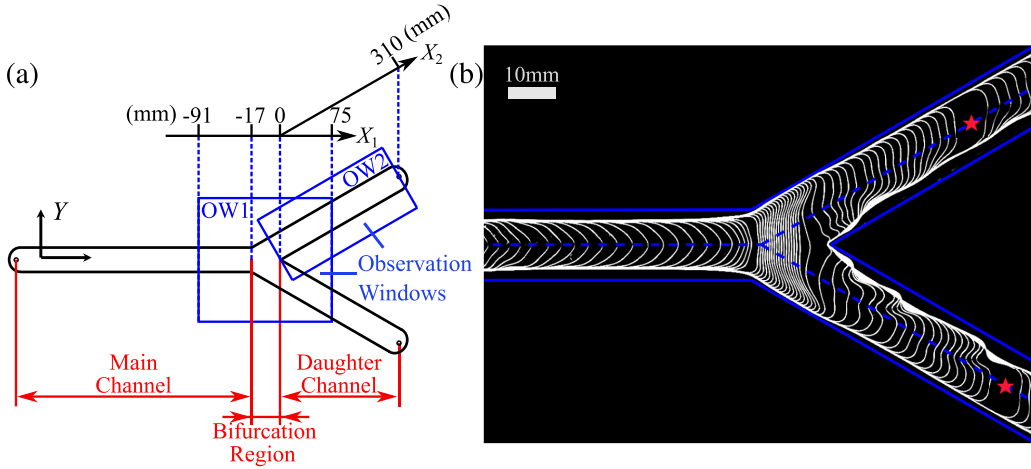 (a)
310 (mm)
X2
(mm) -91 -17 0 75
X1
OW2
OW1
Y
Observation
Windows
Main
Channel
Daughter
Channel
Bifurcation
Region
(b)
10mm